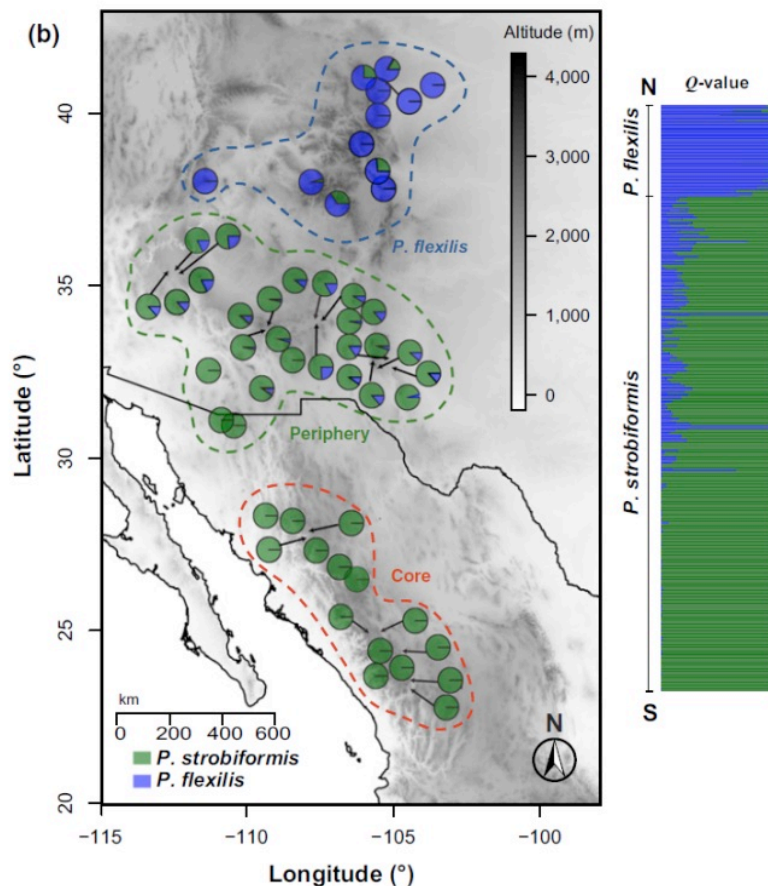 (b)
Altitude (m)
4,000
3,000
2,000
1,000
0
40
35
30
25
20
Latitude (°)
P. flexilis
Periphery
Core
km
0 200 400 600
P. strobiformis
P. flexilis
N
−115 −110 −105 −100
Longitude (°)
N Q-value
P. flexilis
P. strobiformis
S